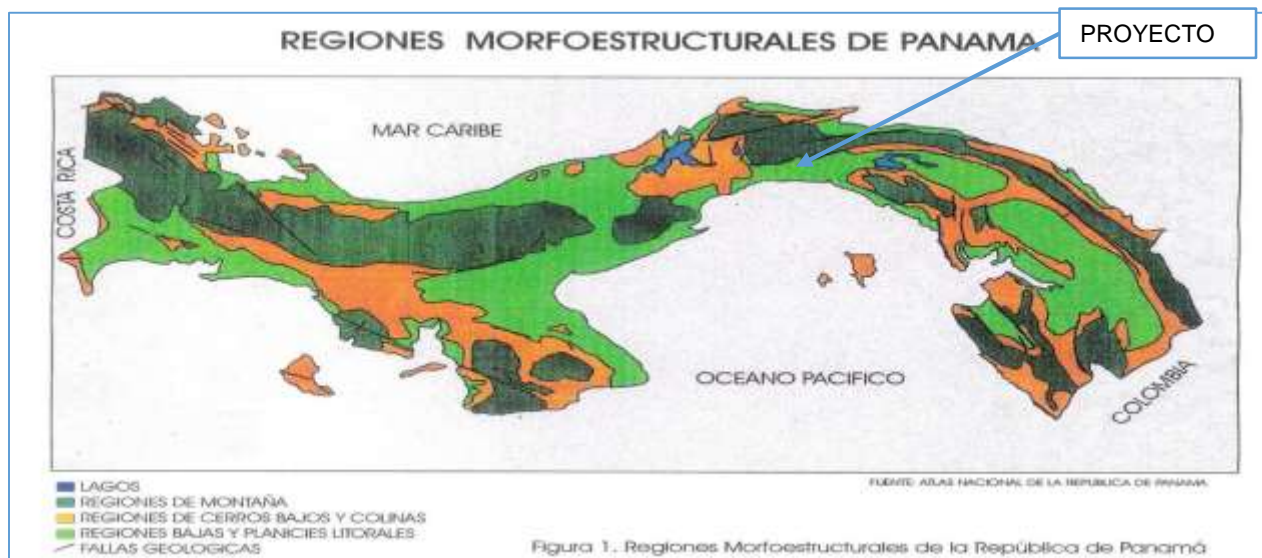 REGIONES MORFOESTRUCTURALES DE PANAMA
PROYECTO
MAR CARIBE
COSTA RICA
OCEANO PACIFICO
COLOMBIA
FUENTE: ATLAS NACIONAL DE LA REPUBLICA DE PANAMA
LAGOS
REGIONES DE MONTAÑA
REGIONES DE CERROS BAJOS Y COLINAS
REGIONES BAJAS Y PLANICIES LITORALES
FALLAS GEOLOGICAS
Figura 1. Regiones Morfoestructurales de la República de Panamá